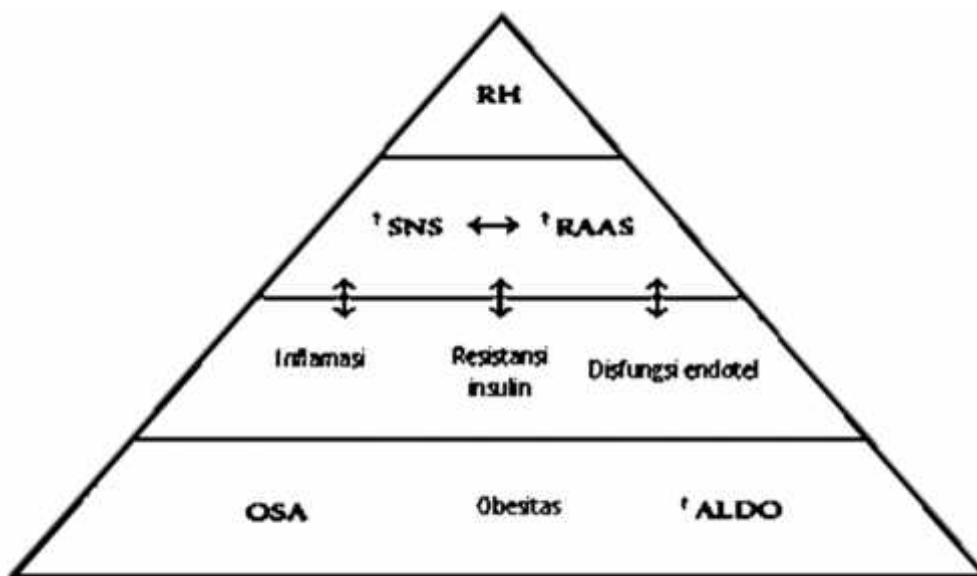 RH
↑SNS ↔ ↑RAAS
Inflamasi Resistansi insulin Disfungsi endotel
OSA Obesitas ↑ALDO